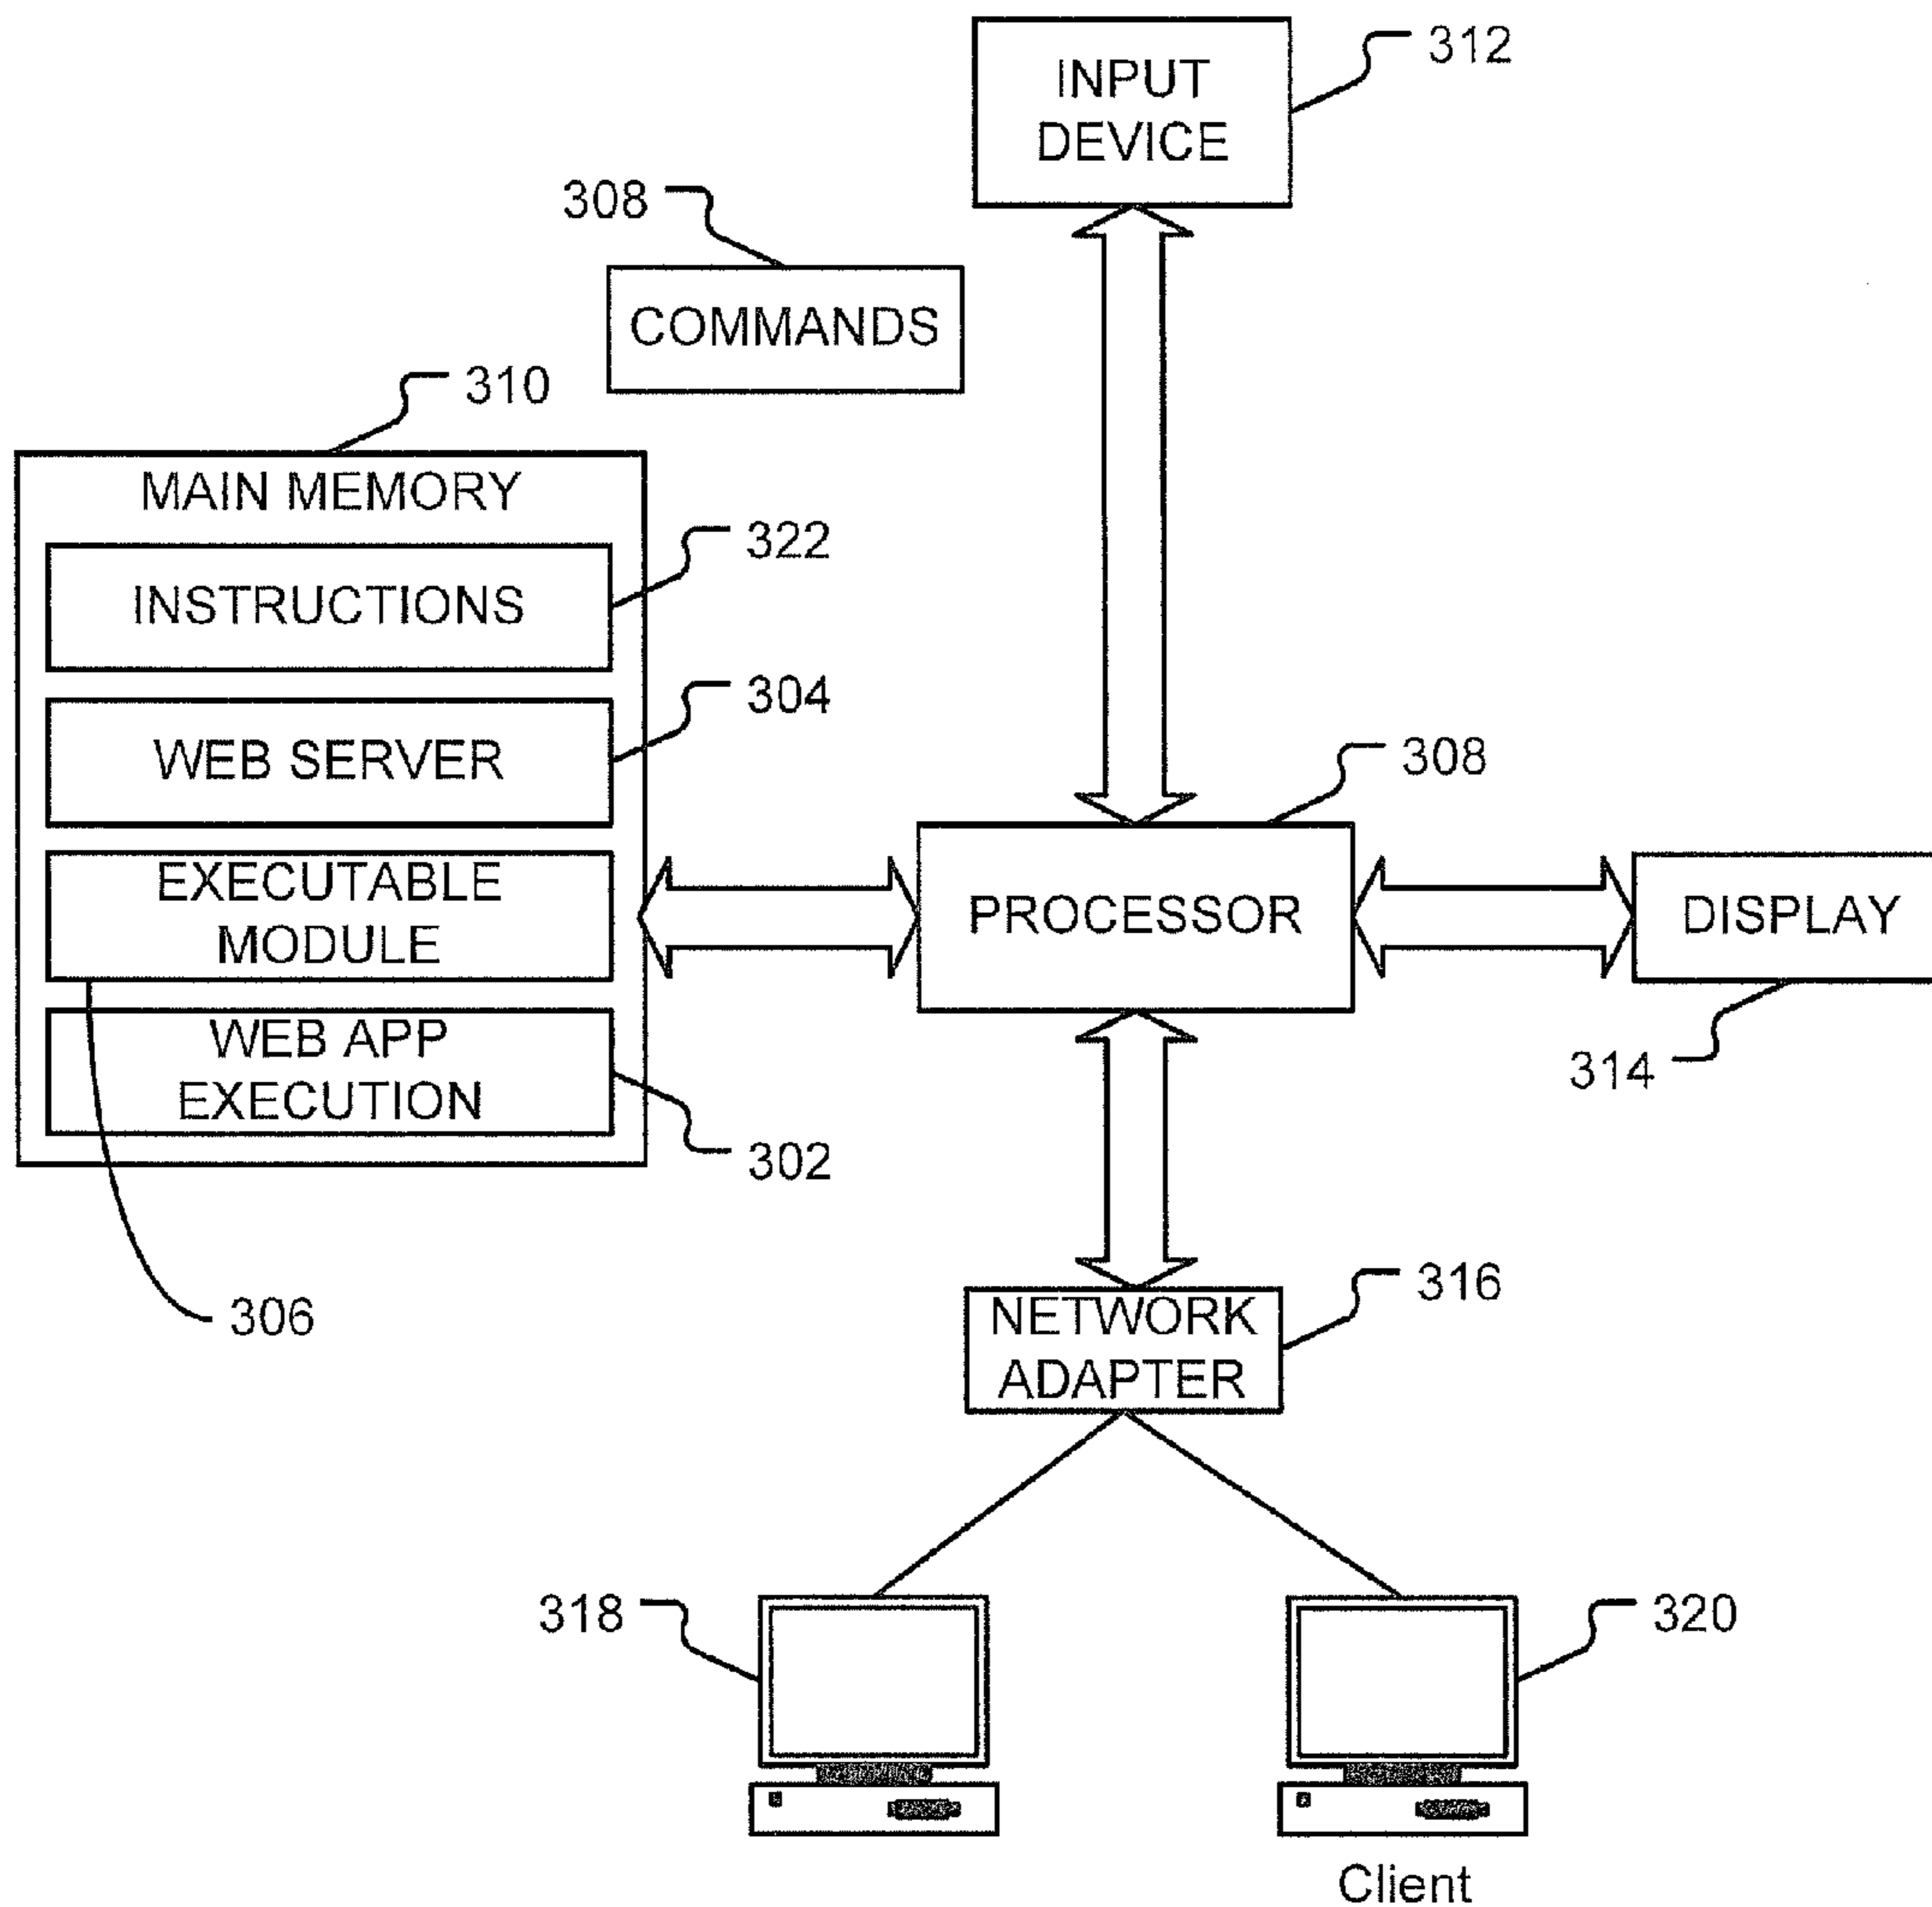 312
INPUT
DEVICE
308
COMMANDS
310
MAIN MEMORY
322
INSTRUCTIONS
304
WEB SERVER
308
EXECUTABLE
MODULE
PROCESSOR
DISPLAY
WEB APP
EXECUTION
314
302
306
316
NETWORK
ADAPTER
318
320
Client